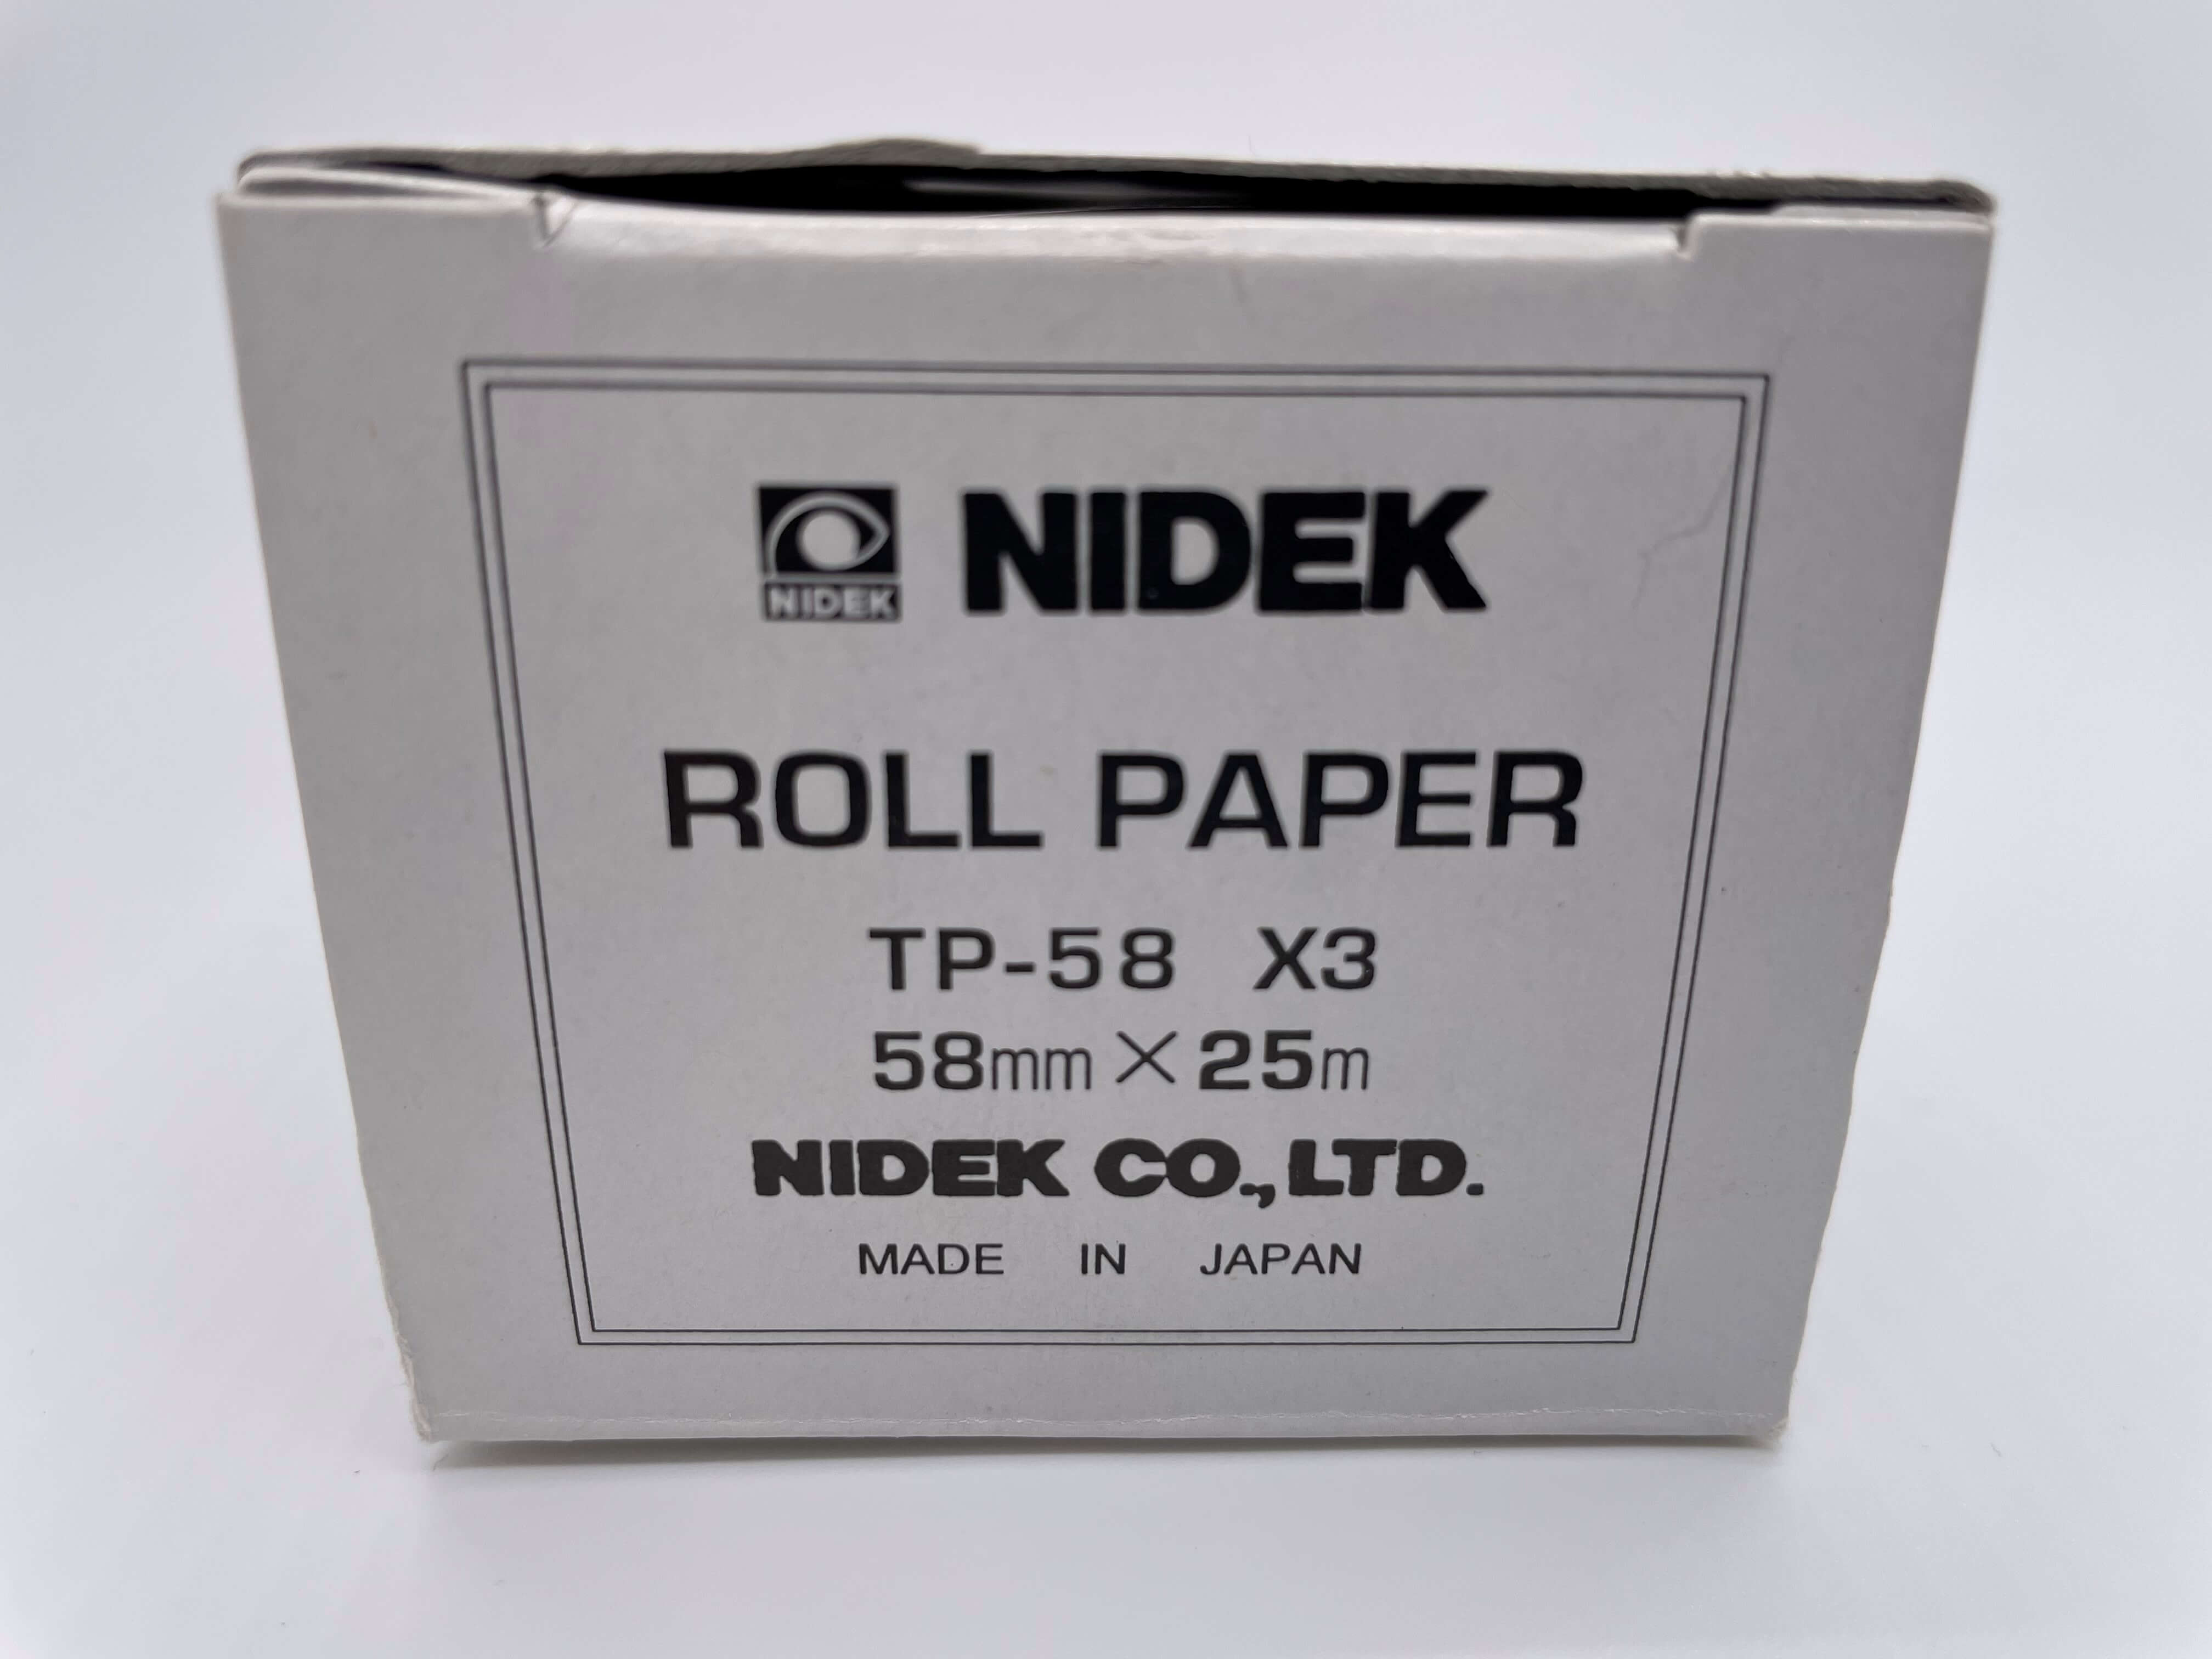 NIDEK NIDEK
ROLL PAPER
TP-58 X3
58mm × 25m
NIDEK CO., LTD.
MADE IN JAPAN